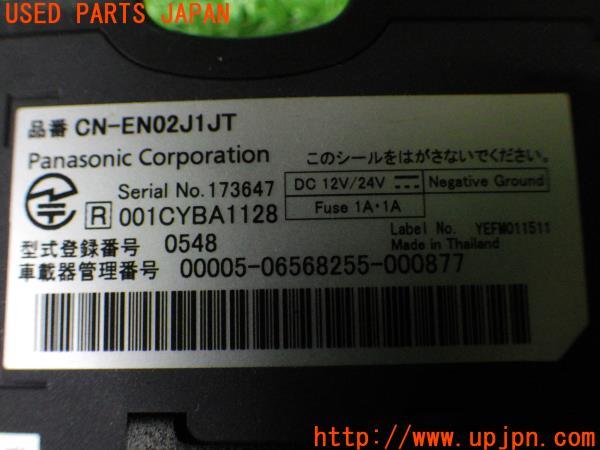 USED PARTS JAPAN
品番 CN-EN02J1JT
Panasonic Corporation
このシールをはがさないでください。
Serial No.173647
DC 12V/24V
Negative Ground
R 001CYBA1128
Fuse 1A・1A
Label No. YEFM011511
Made in Thailand
型式登録番号 0548
車載器管理番号 00005-06568255-000877
USED PARTS JAPAN
http://www.upjpn.com